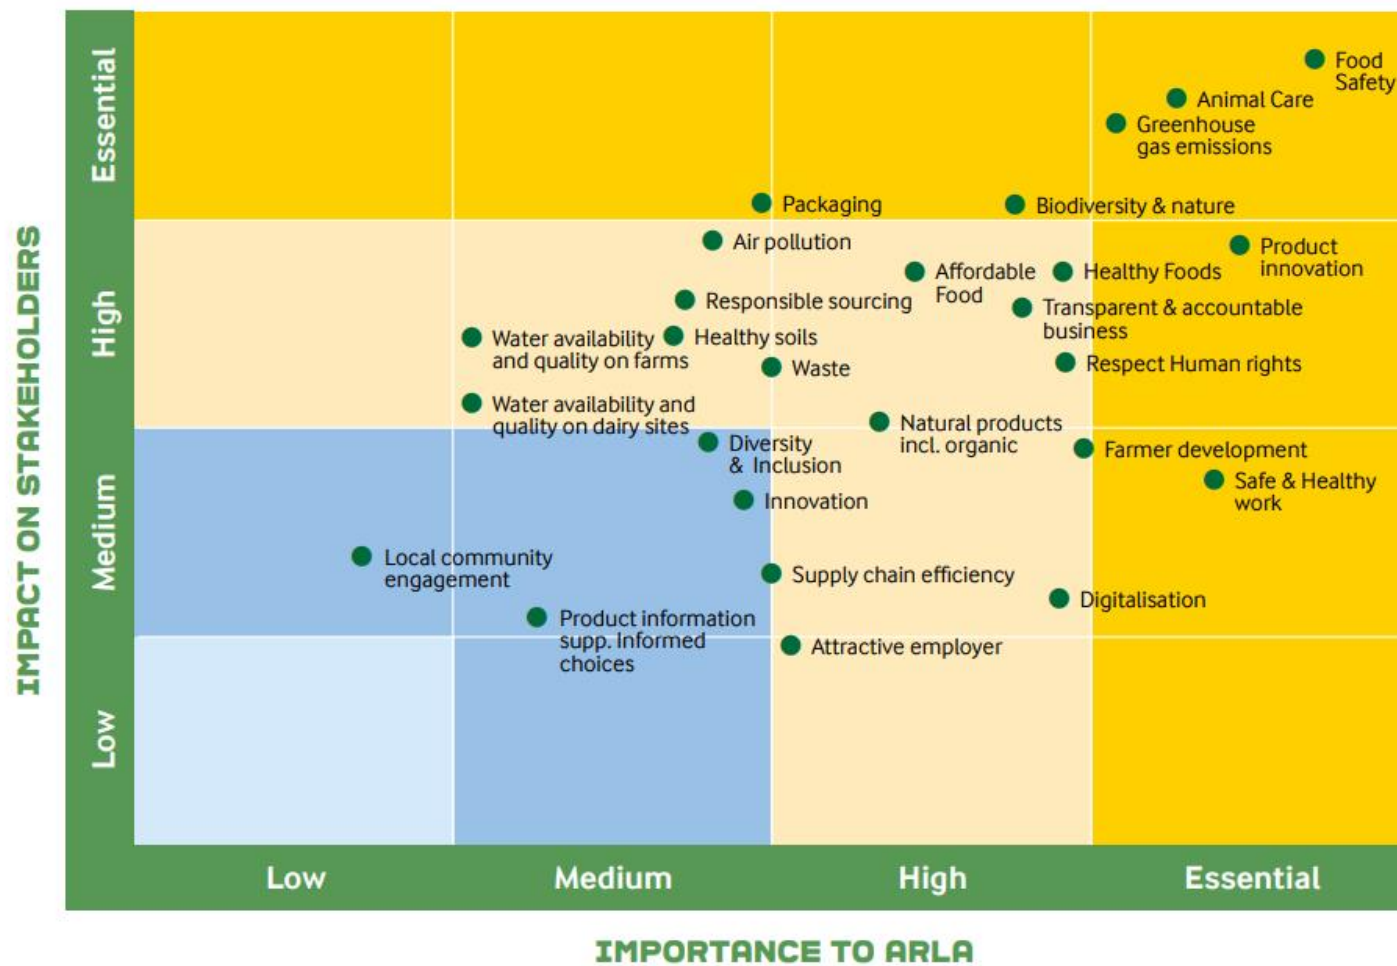 IMPACT ON STAKEHOLDERS
Essential
High
Medium
Low
Food
Safety
Animal Care
Greenhouse
gas emissions
Packaging
Biodiversity & nature
Air pollution
Product
innovation
Affordable
Food
Healthy Foods
Responsible sourcing
Transparent & accountable
business
Water availability
and quality on farms
Healthy soils
Waste
Respect Human rights
Water availability and
quality on dairy sites
Natural products
incl. organic
Diversity
& Inclusion
Farmer development
Safe & Healthy
work
Innovation
Local community
engagement
Supply chain efficiency
Digitalisation
Product information
supp. Informed
choices
Attractive employer
Low
Medium
High
Essential
IMPORTANCE TO ARLA